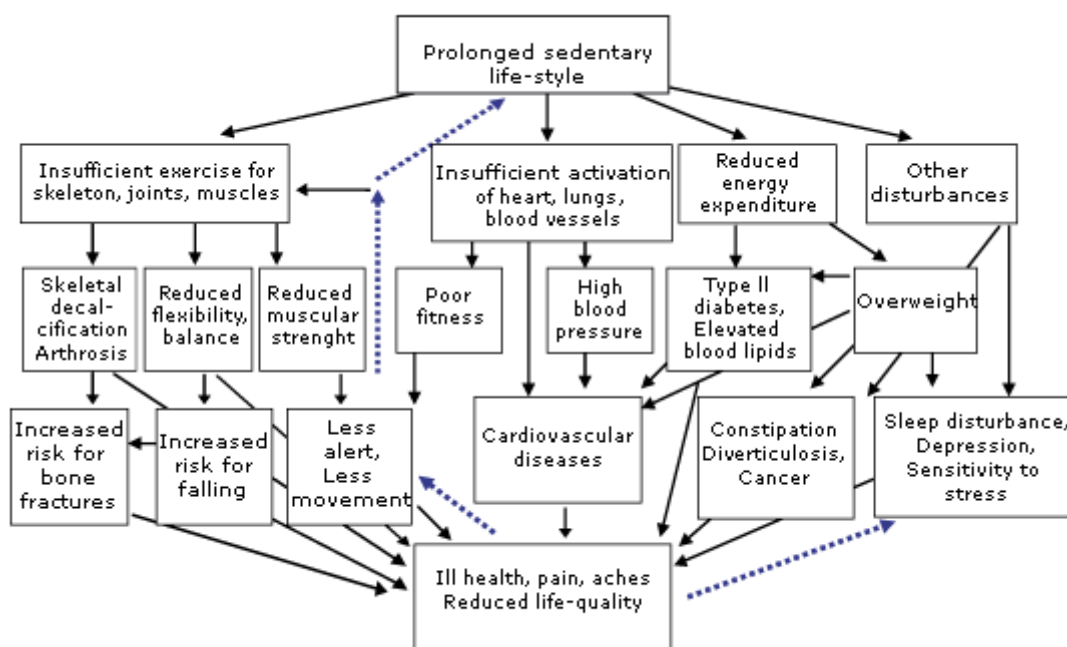 Prolonged sedentary
life-style
Insufficient exercise for
skeleton, joints, muscles
Insufficient activation
of heart, lungs,
blood vessels
Reduced
energy
expenditure
Other
disturbances
Skeletal
decal-
cification
Arthrosis
Reduced
flexibility,
balance
Reduced
muscular
strenght
Poor
fitness
High
blood
pressure
Type II
diabetes,
Elevated
blood lipids
Overweight
Increased
risk for
bone
fractures
Increased
risk for
falling
Less
alert,
Less
movement
Cardiovascular
diseases
Constipation
Diverticulosis,
Cancer
Sleep disturbance,
Depression,
Sensitivity to
stress
Ill health, pain, aches
Reduced life-quality